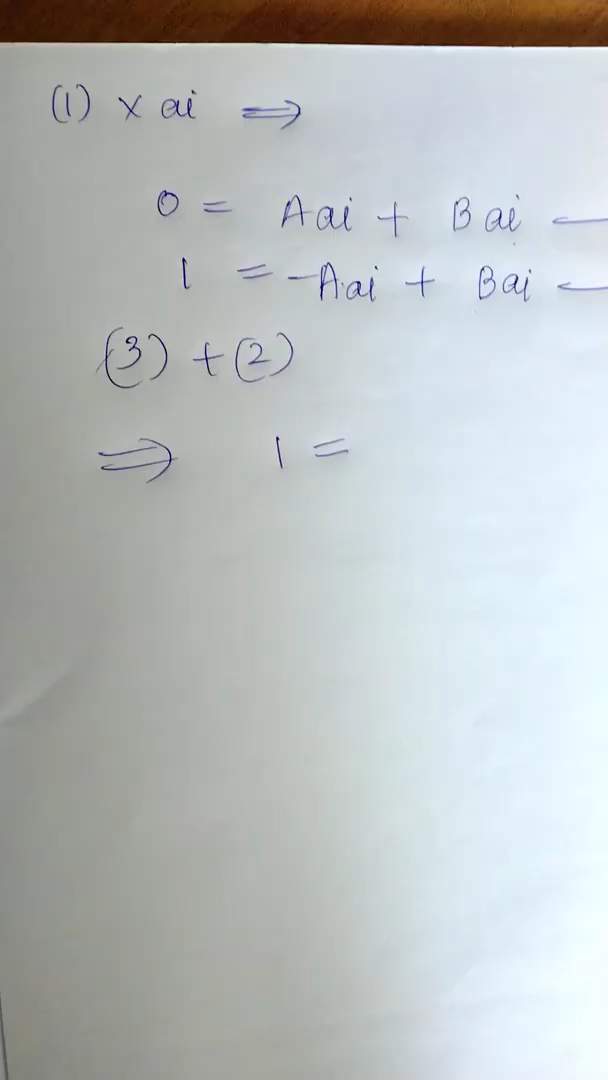 (1) × ai ⇒
0 = Aai + Bai —
1 = -Aai + Bai —
(3) + (2)
⇒ 1 =